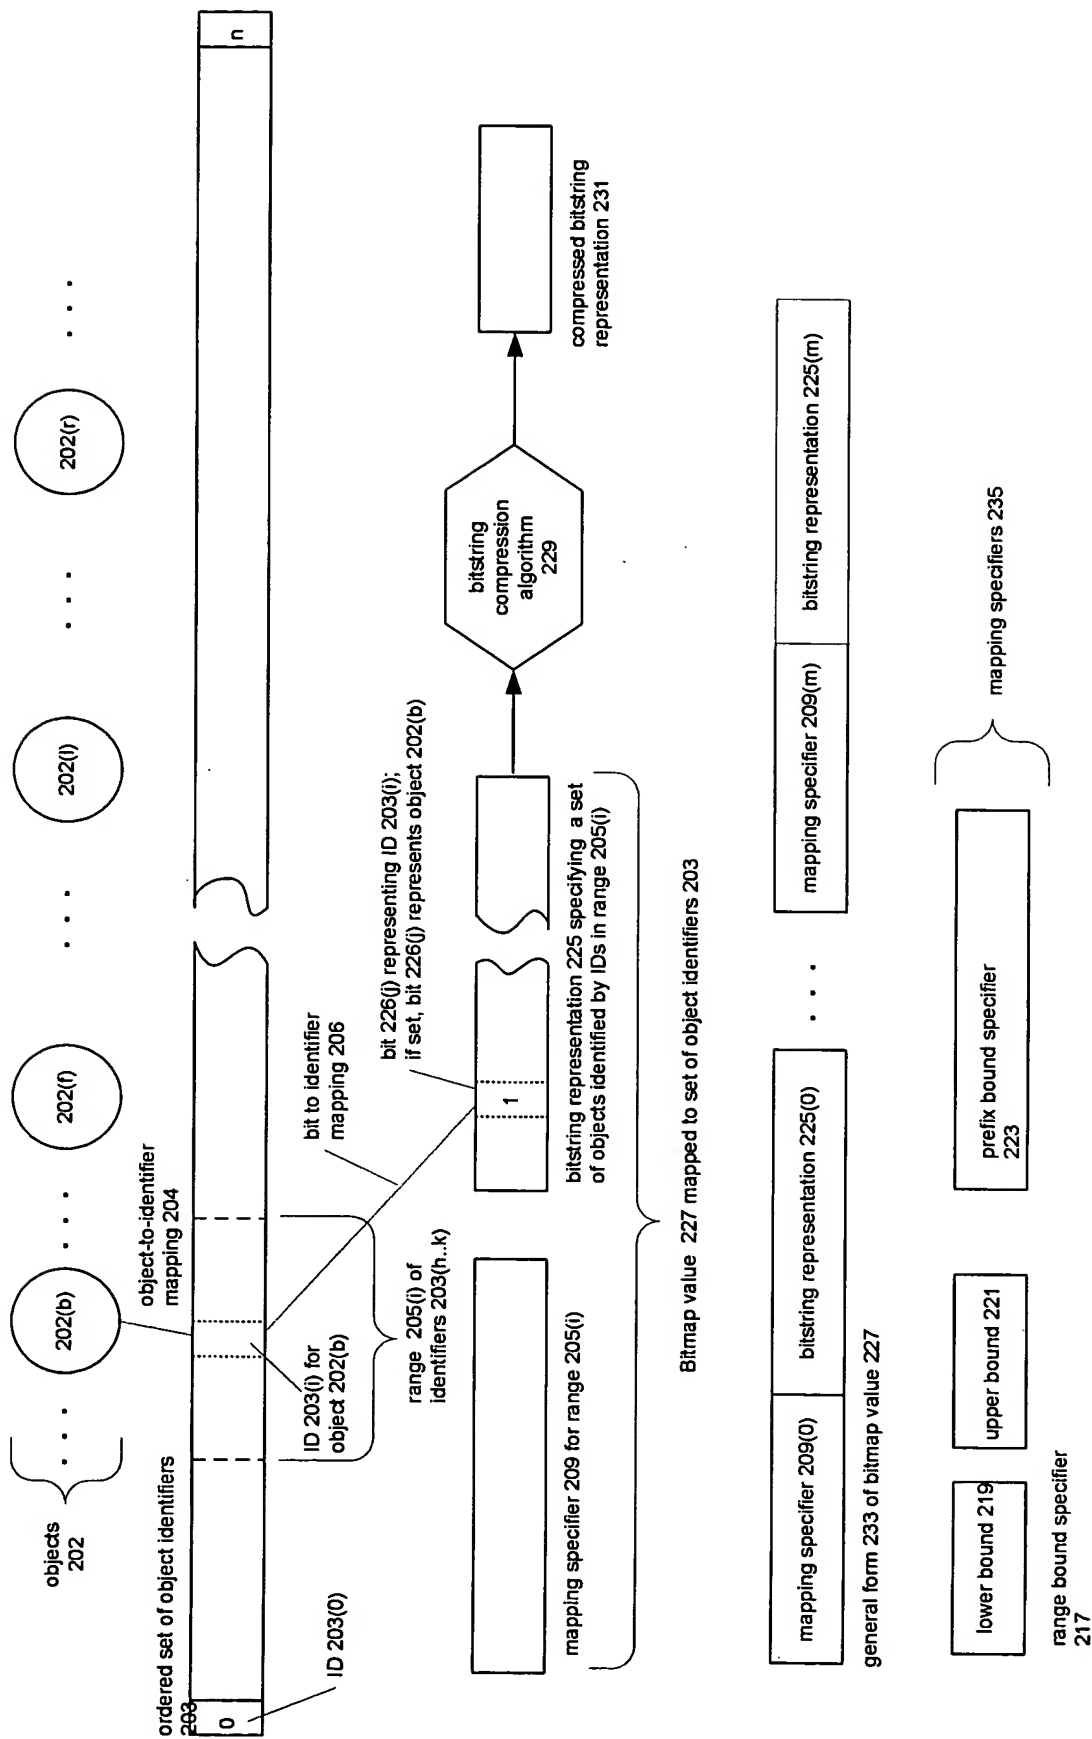 objects
202
. . . .
202(b)
. . . .
202(f)
. . .
202(l)
. . .
202(r)
. . .
ordered set of object identifiers
203
object-to-identifier
mapping 204
0
n
ID 203(0)
ID 203(i) for
object 202(b)
range 205(i) of
identifiers 203(h..k)
bit to identifier
mapping 206
bit 226(j) representing ID 203(i);
if set, bit 226(j) represents object 202(b)
1
bitstring
compression
algorithm
229
compressed bitstring
representation 231
mapping specifier 209 for range 205(i)
bitstring representation 225 specifying a set
of objects identified by IDs in range 205(i)
Bitmap value 227 mapped to set of object identifiers 203
mapping specifier 209(0)
bitstring representation 225(0)
. . .
mapping specifier 209(m)
bitstring representation 225(m)
general form 233 of bitmap value 227
lower bound 219
upper bound 221
prefix bound specifier
223
mapping specifiers 235
range bound specifier
217